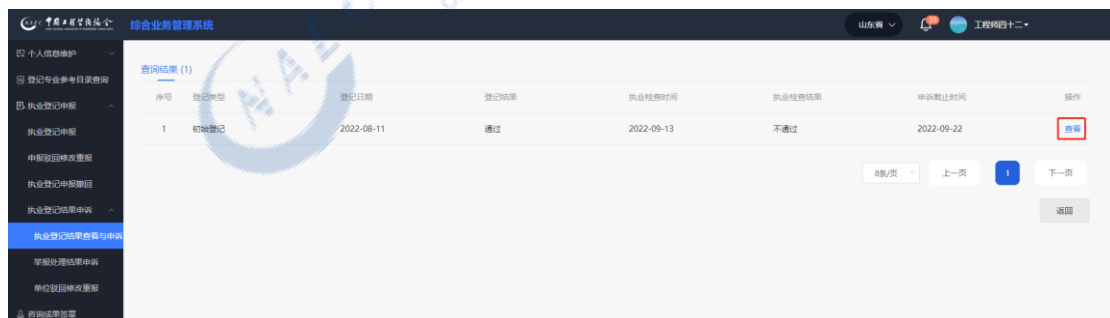 综合业务管理系统
山东省
工程师四十二
个人信息维护
登记专业参考目录查询
执业登记申报
执业登记申报
申报驳回修改重报
执业登记申报撤回
执业登记结果申诉
执业登记结果查看与申诉
举报处理结果申诉
单位驳回修改重报
咨询成果签章
查询结果 (1)
序号 登记类型 登记日期 登记结果 执业检查时间 执业检查结果 申诉截止时间 操作
1 初始登记 2022-08-11 通过 2022-09-13 不通过 2022-09-22 查看
8条/页 上一页 1 下一页
返回